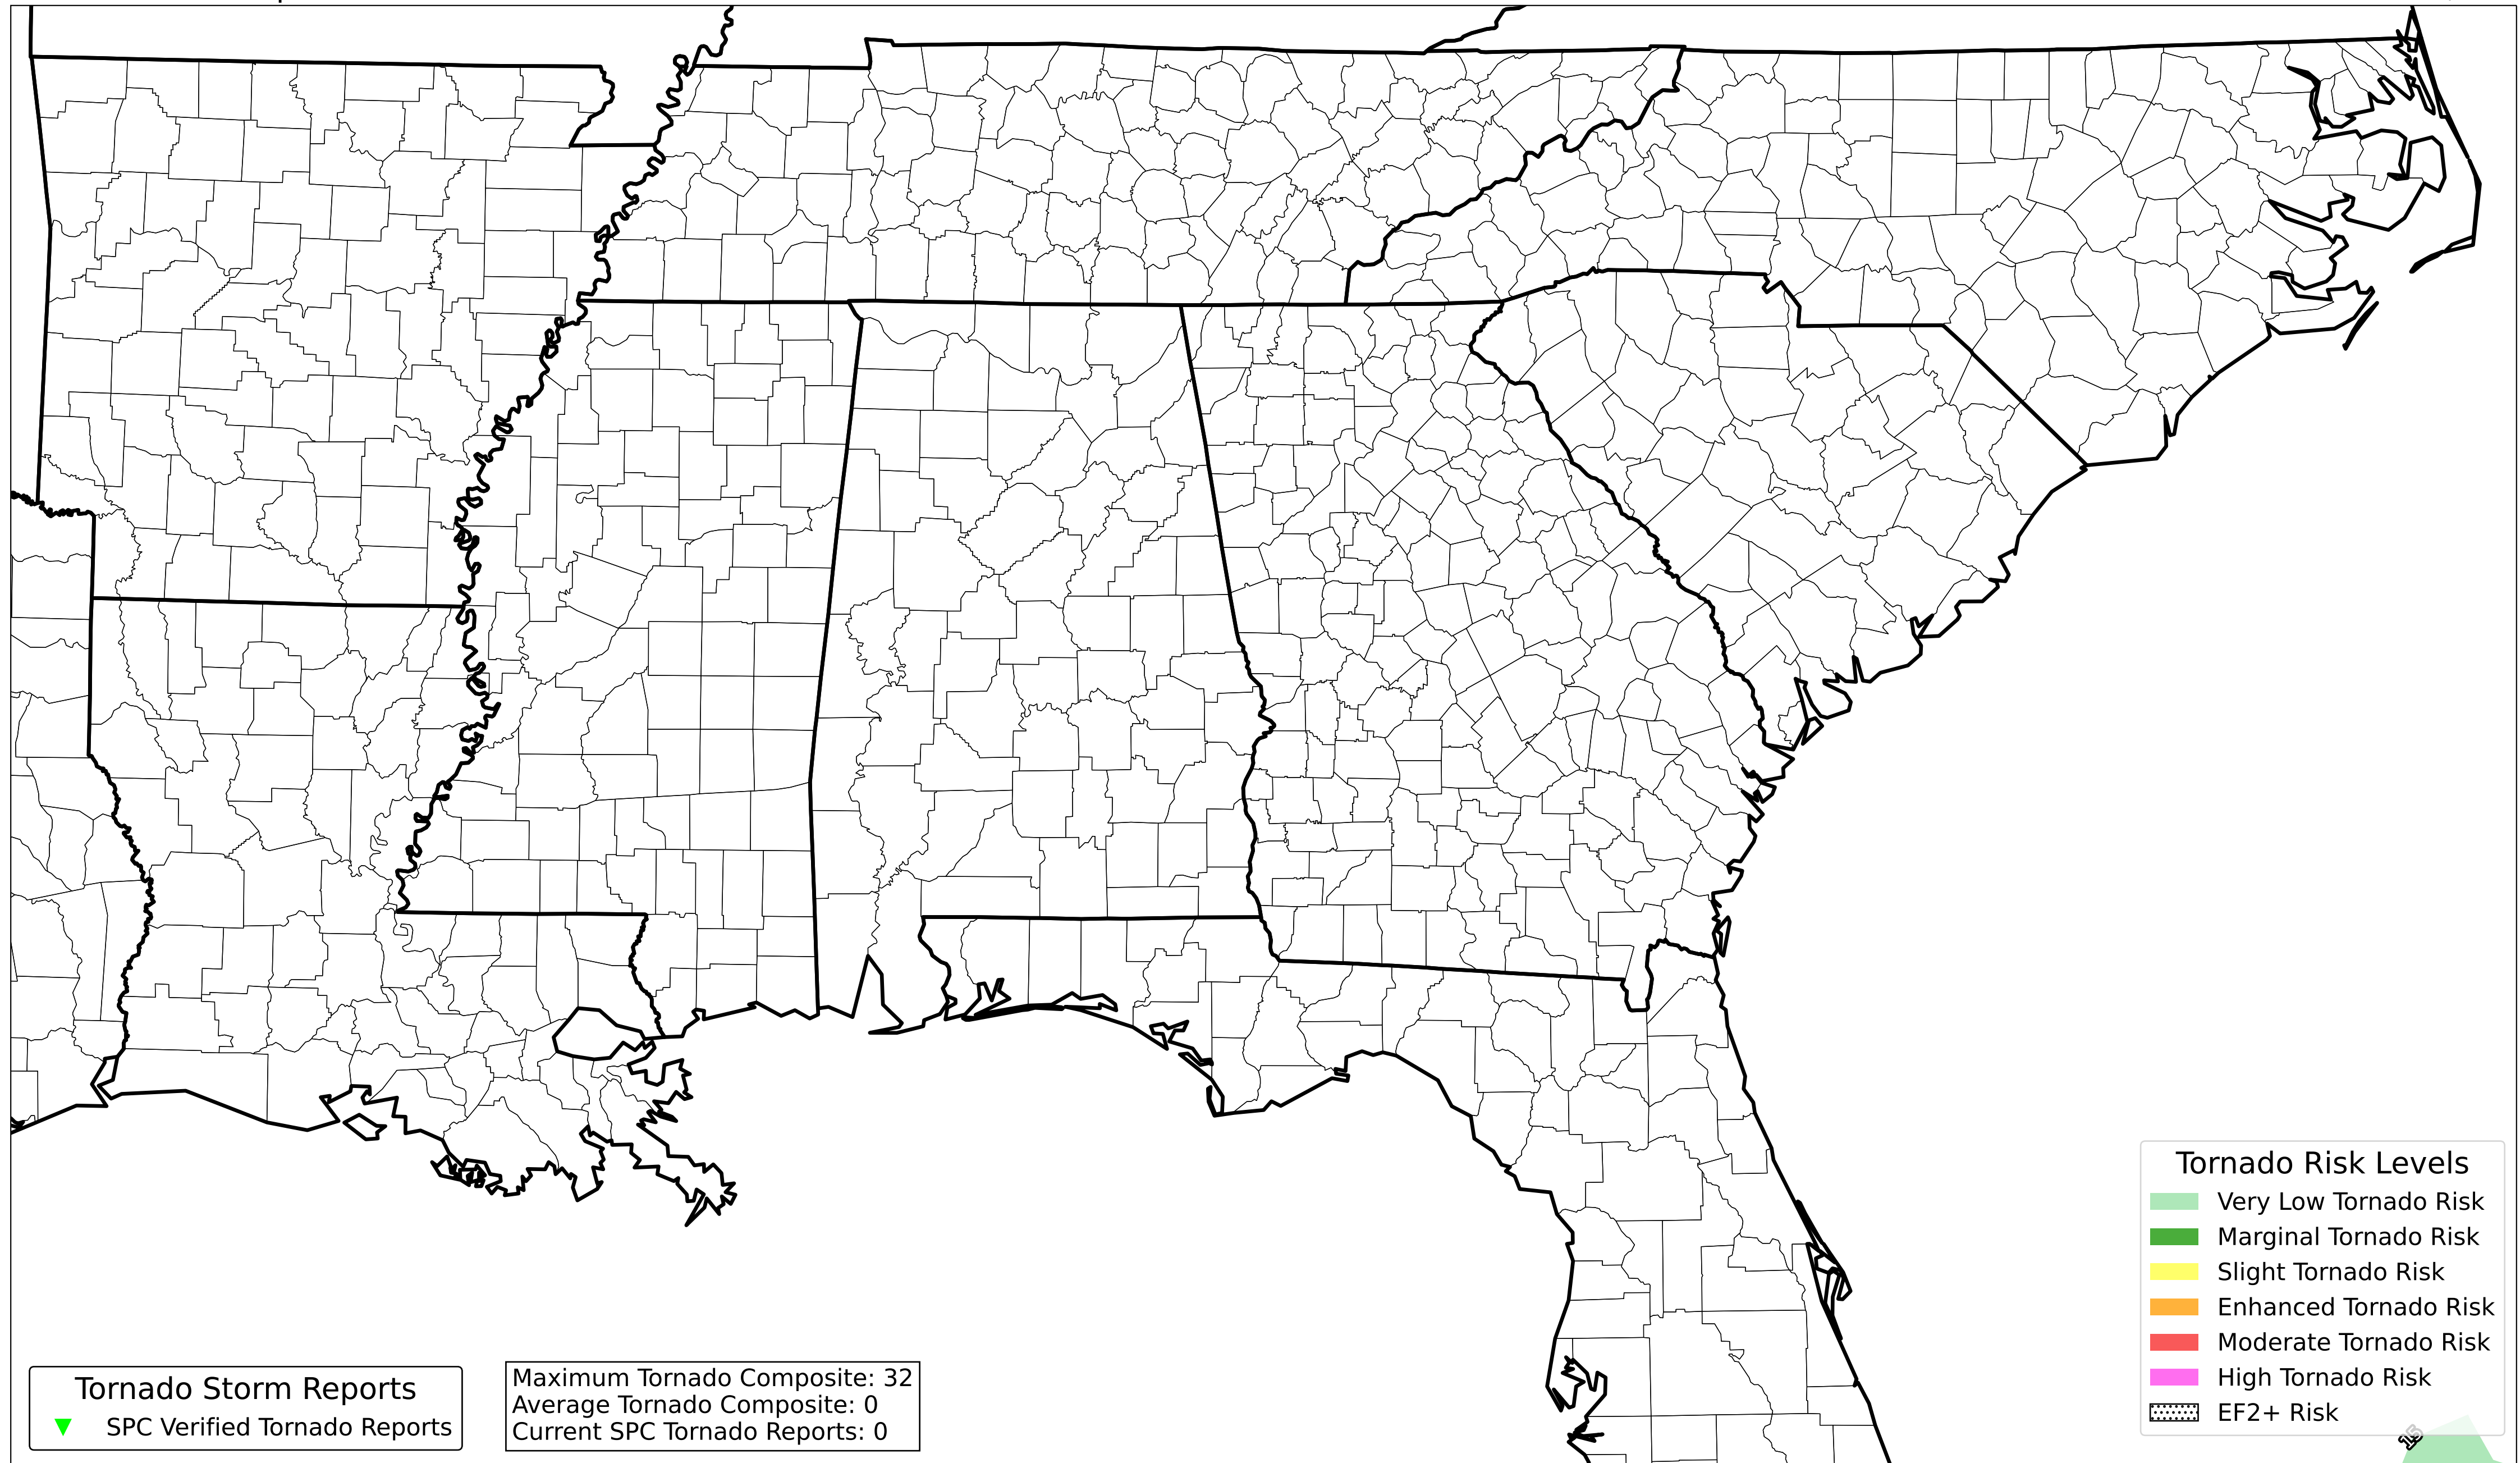 Tornado Risk Levels
Very Low Tornado Risk
Marginal Tornado Risk
Slight Tornado Risk
Enhanced Tornado Risk
Moderate Tornado Risk
High Tornado Risk
EF2+ Risk
15
Tornado Storm Reports
SPC Verified Tornado Reports
Maximum Tornado Composite: 32
Average Tornado Composite: 0
Current SPC Tornado Reports: 0